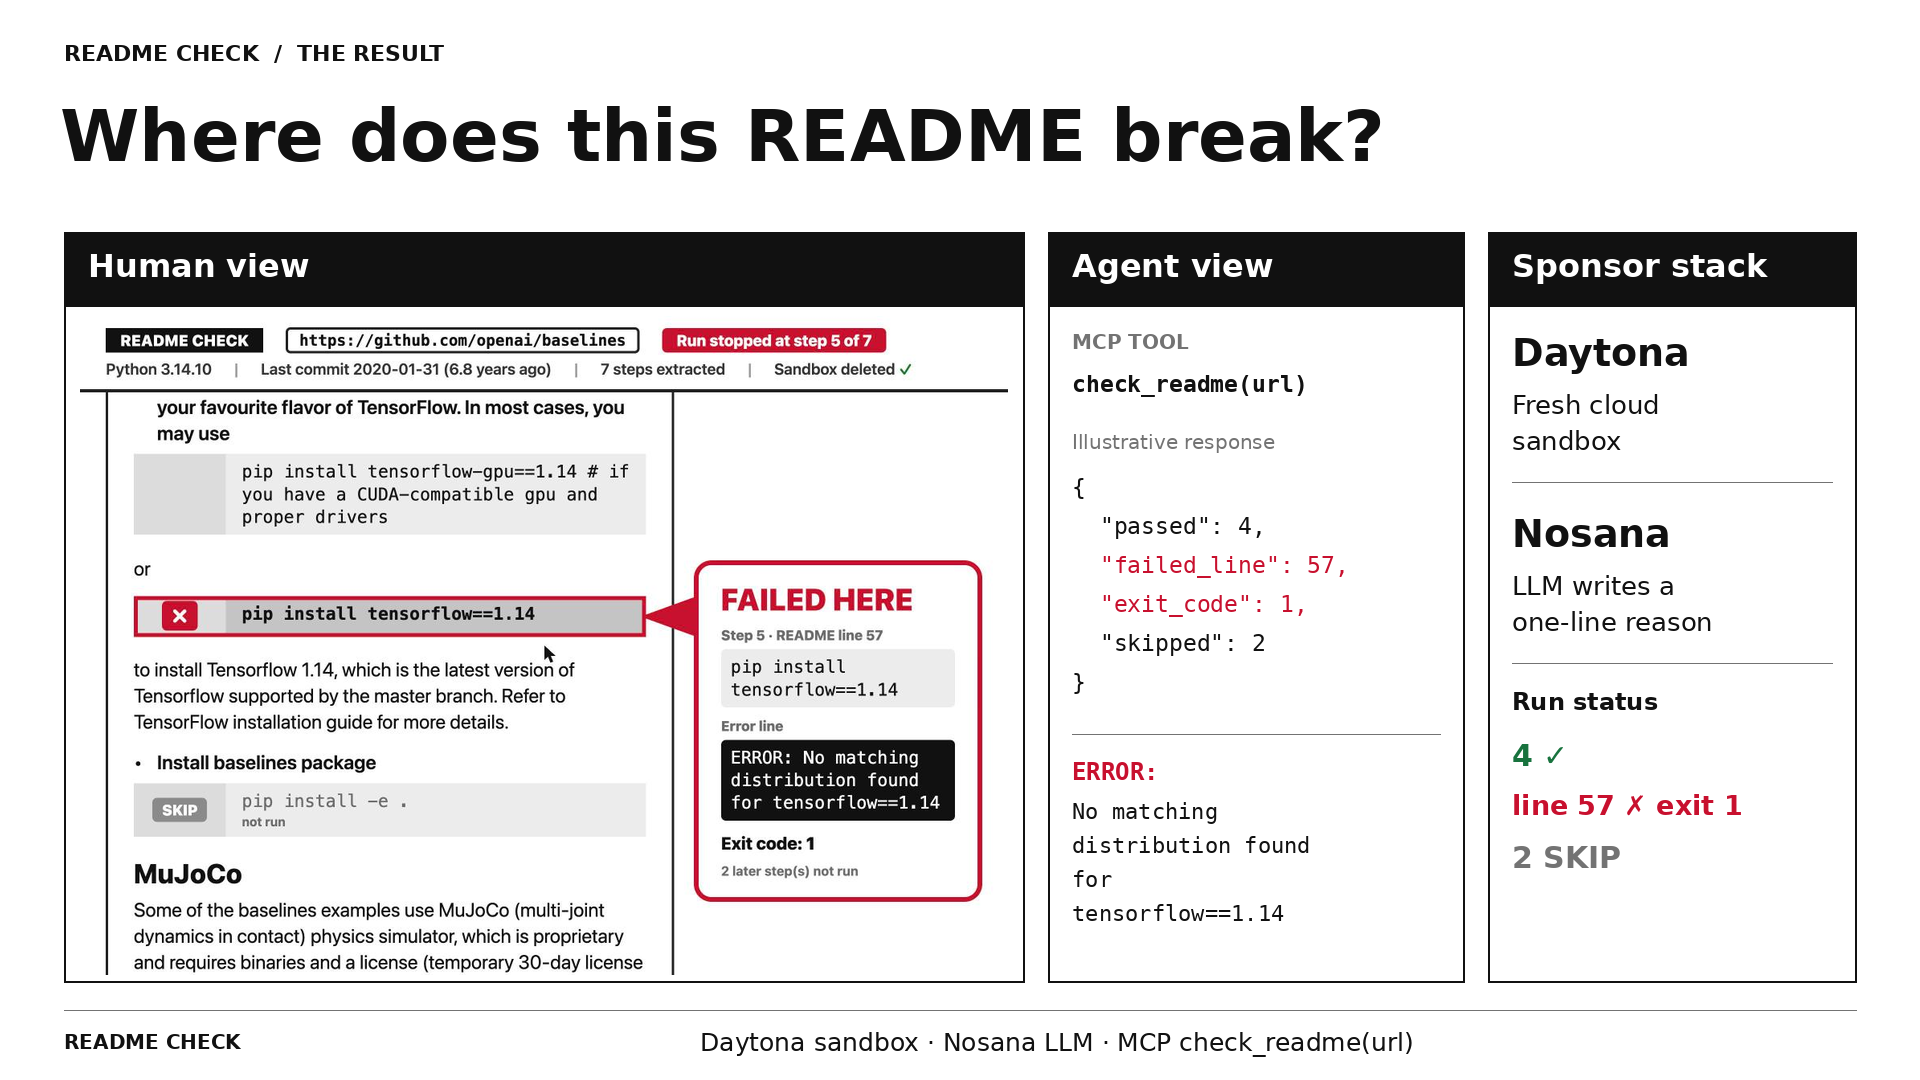 README CHECK / THE RESULT
Where does this README break?
Human view
README CHECK
https://github.com/openai/baselines
Run stopped at step 5 of 7
Python 3.14.10 | Last commit 2020-01-31 (6.8 years ago) | 7 steps extracted | Sandbox deleted ✓
your favourite flavor of TensorFlow. In most cases, you
may use
pip install tensorflow-gpu==1.14 # if
you have a CUDA-compatible gpu and
proper drivers
or
pip install tensorflow==1.14
to install Tensorflow 1.14, which is the latest version of
Tensorflow supported by the master branch. Refer to
TensorFlow installation guide for more details.
• Install baselines package
SKIP
pip install -e .
not run
MuJoCo
Some of the baselines examples use MuJoCo (multi-joint
dynamics in contact) physics simulator, which is proprietary
and requires binaries and a license (temporary 30-day license
FAILED HERE
Step 5 · README line 57
pip install
tensorflow==1.14
Error line
ERROR: No matching
distribution found
for tensorflow==1.14
Exit code: 1
2 later step(s) not run
Agent view
MCP TOOL
check_readme(url)
Illustrative response
{
"passed": 4,
"failed_line": 57,
"exit_code": 1,
"skipped": 2
}
ERROR:
No matching
distribution found
for
tensorflow==1.14
Sponsor stack
Daytona
Fresh cloud
sandbox
Nosana
LLM writes a
one-line reason
Run status
4 ✓
line 57 ✗ exit 1
2 SKIP
README CHECK
Daytona sandbox · Nosana LLM · MCP check_readme(url)